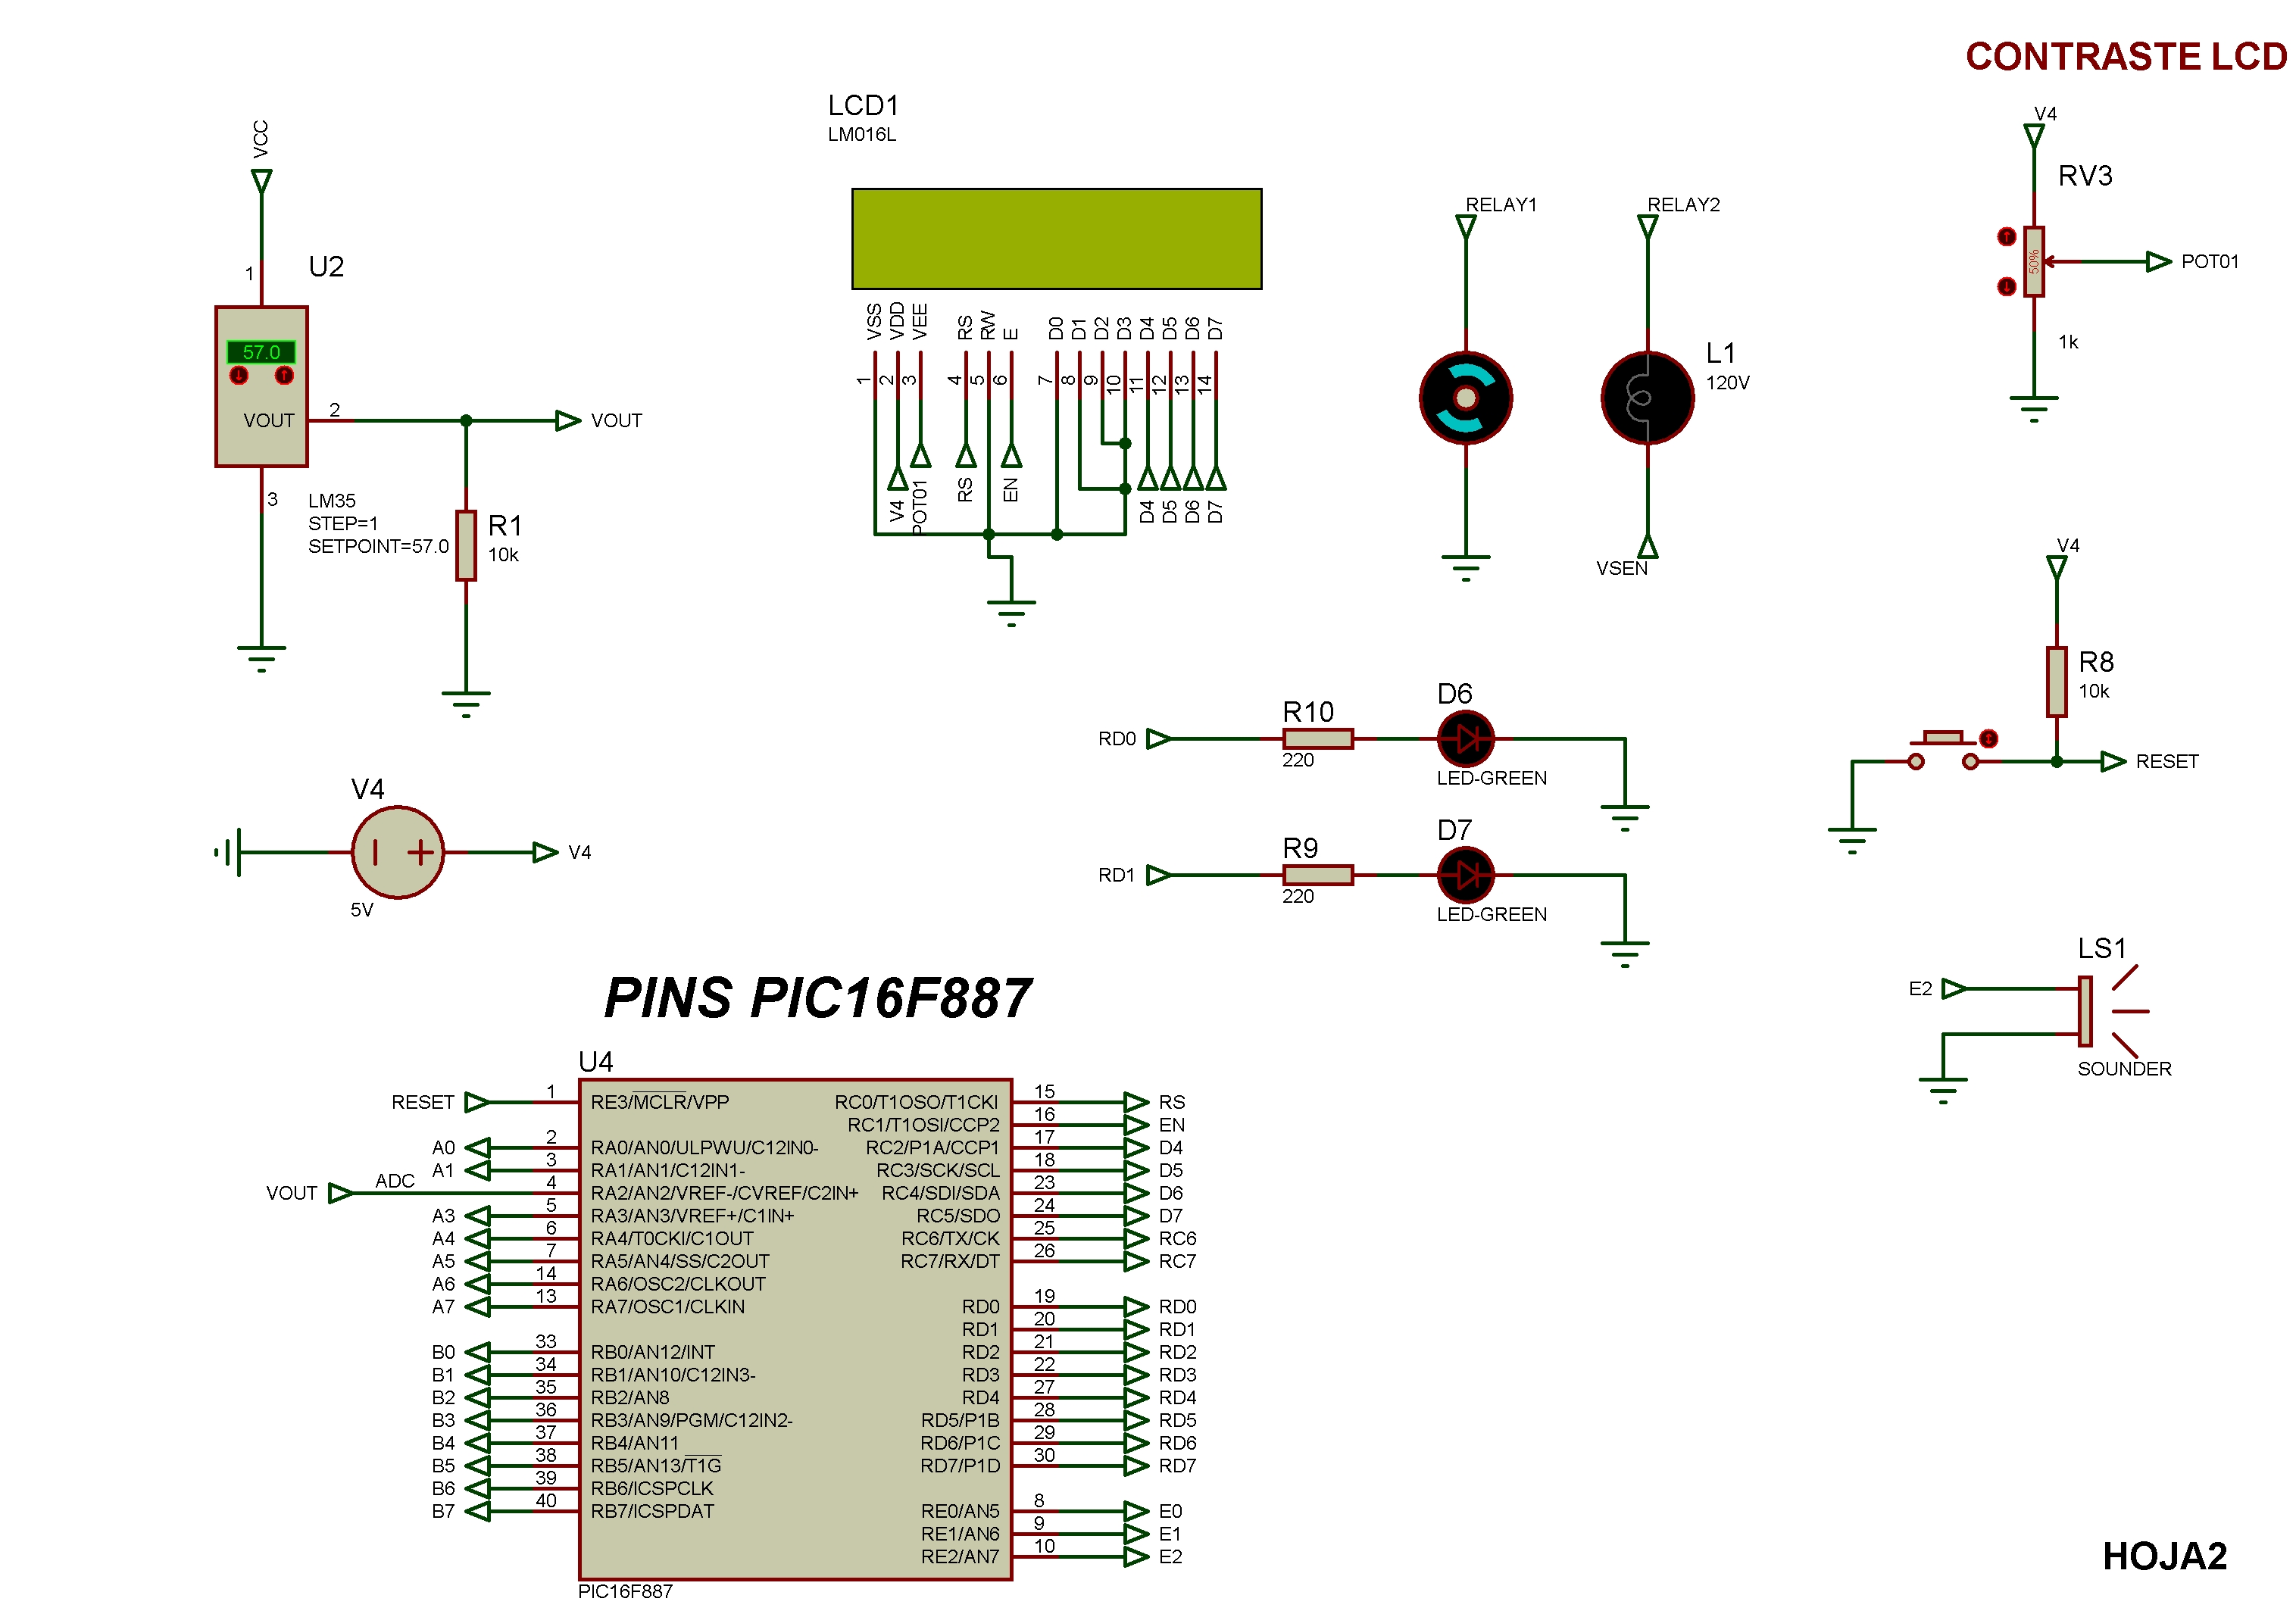 CONTRASTE LCD
VCC
1
U2
57.0
VOUT
2
VOUT
3
LM35
STEP=1
SETPOINT=57.0
R1
10k
LCD1
LM016L
VSS
VDD
VEE
RS
RW
E
D0
D1
D2
D3
D4
D5
D6
D7
1
2
3
4
5
6
7
8
9
10
11
12
13
14
V4
POT01
RS
EN
D4
D5
D6
D7
RELAY1
RELAY2
L1
120V
VSEN
V4
RV3
50%
POT01
1k
V4
R8
10k
RESET
RD0
R10
220
D6
LED-GREEN
RD1
R9
220
D7
LED-GREEN
V4
5V
V4
LS1
E2
SOUNDER
PINS PIC16F887
U4
RESET 1 RE3/MCLR/VPP
A0 2 RA0/AN0/ULPWU/C12IN0-
A1 3 RA1/AN1/C12IN1-
VOUT ADC 4 RA2/AN2/VREF-/CVREF/C2IN+
A3 5 RA3/AN3/VREF+/C1IN+
A4 6 RA4/T0CKI/C1OUT
A5 7 RA5/AN4/SS/C2OUT
A6 14 RA6/OSC2/CLKOUT
A7 13 RA7/OSC1/CLKIN
B0 33 RB0/AN12/INT
B1 34 RB1/AN10/C12IN3-
B2 35 RB2/AN8
B3 36 RB3/AN9/PGM/C12IN2-
B4 37 RB4/AN11
B5 38 RB5/AN13/T1G
B6 39 RB6/ICSPCLK
B7 40 RB7/ICSPDAT
RC0/T1OSO/T1CKI 15 RS
RC1/T1OSI/CCP2 16 EN
RC2/P1A/CCP1 17 D4
RC3/SCK/SCL 18 D5
RC4/SDI/SDA 23 D6
RC5/SDO 24 D7
RC6/TX/CK 25 RC6
RC7/RX/DT 26 RC7
RD0 19 RD0
RD1 20 RD1
RD2 21 RD2
RD3 22 RD3
RD4 27 RD4
RD5/P1B 28 RD5
RD6/P1C 29 RD6
RD7/P1D 30 RD7
RE0/AN5 8 E0
RE1/AN6 9 E1
RE2/AN7 10 E2
PIC16F887
HOJA2